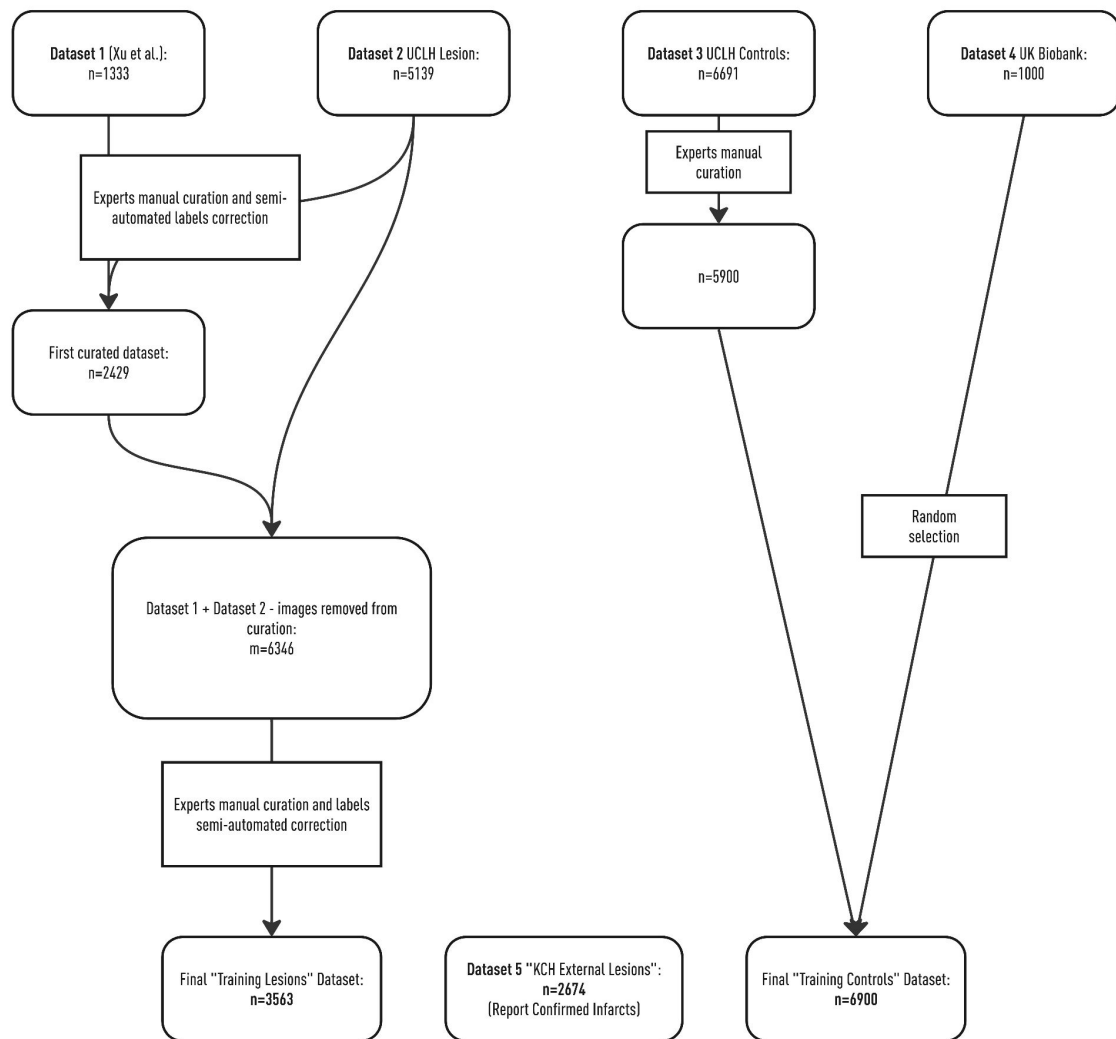 Dataset 1 (Xu et al.):
n=1333
Dataset 2 UCLH Lesion:
n=5139
Dataset 3 UCLH Controls:
n=6691
Dataset 4 UK Biobank:
n=1000
Experts manual curation and semi-
automated labels correction
Experts manual
curation
n=5900
First curated dataset:
n=2429
Random
selection
Dataset 1 + Dataset 2 - images removed from
curation:
m=6346
Experts manual curation and labels
semi-automated correction
Final "Training Lesions" Dataset:
n=3563
Dataset 5 "KCH External Lesions":
n=2674
(Report Confirmed Infarcts)
Final "Training Controls" Dataset:
n=6900